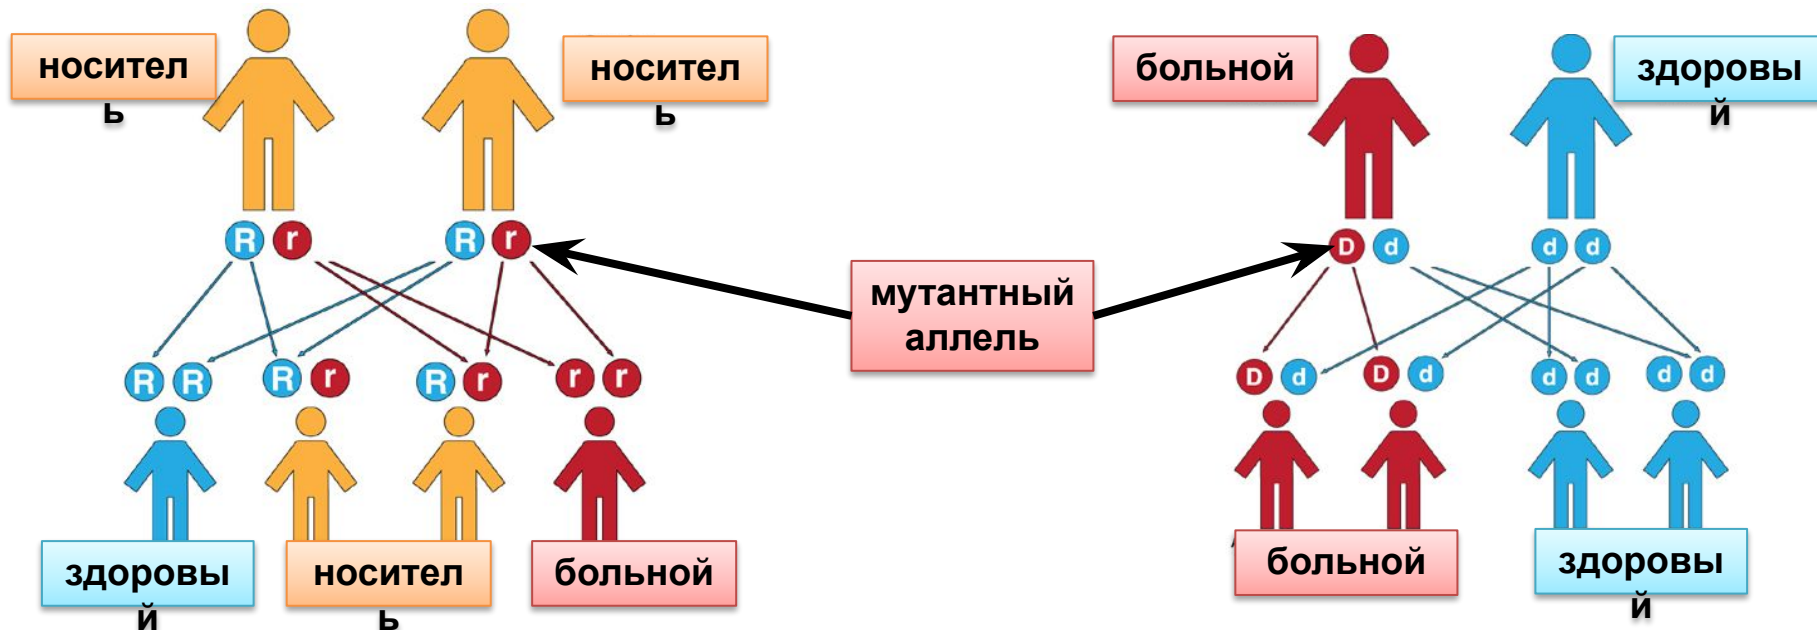 носител
ь
носител
ь
больной
здоровы
й
R r R r
D d d d
мутантный
аллель
R R R r R r r r
D d D d d d d d
здоровы
й
носител
ь
больной
больной
здоровы
й